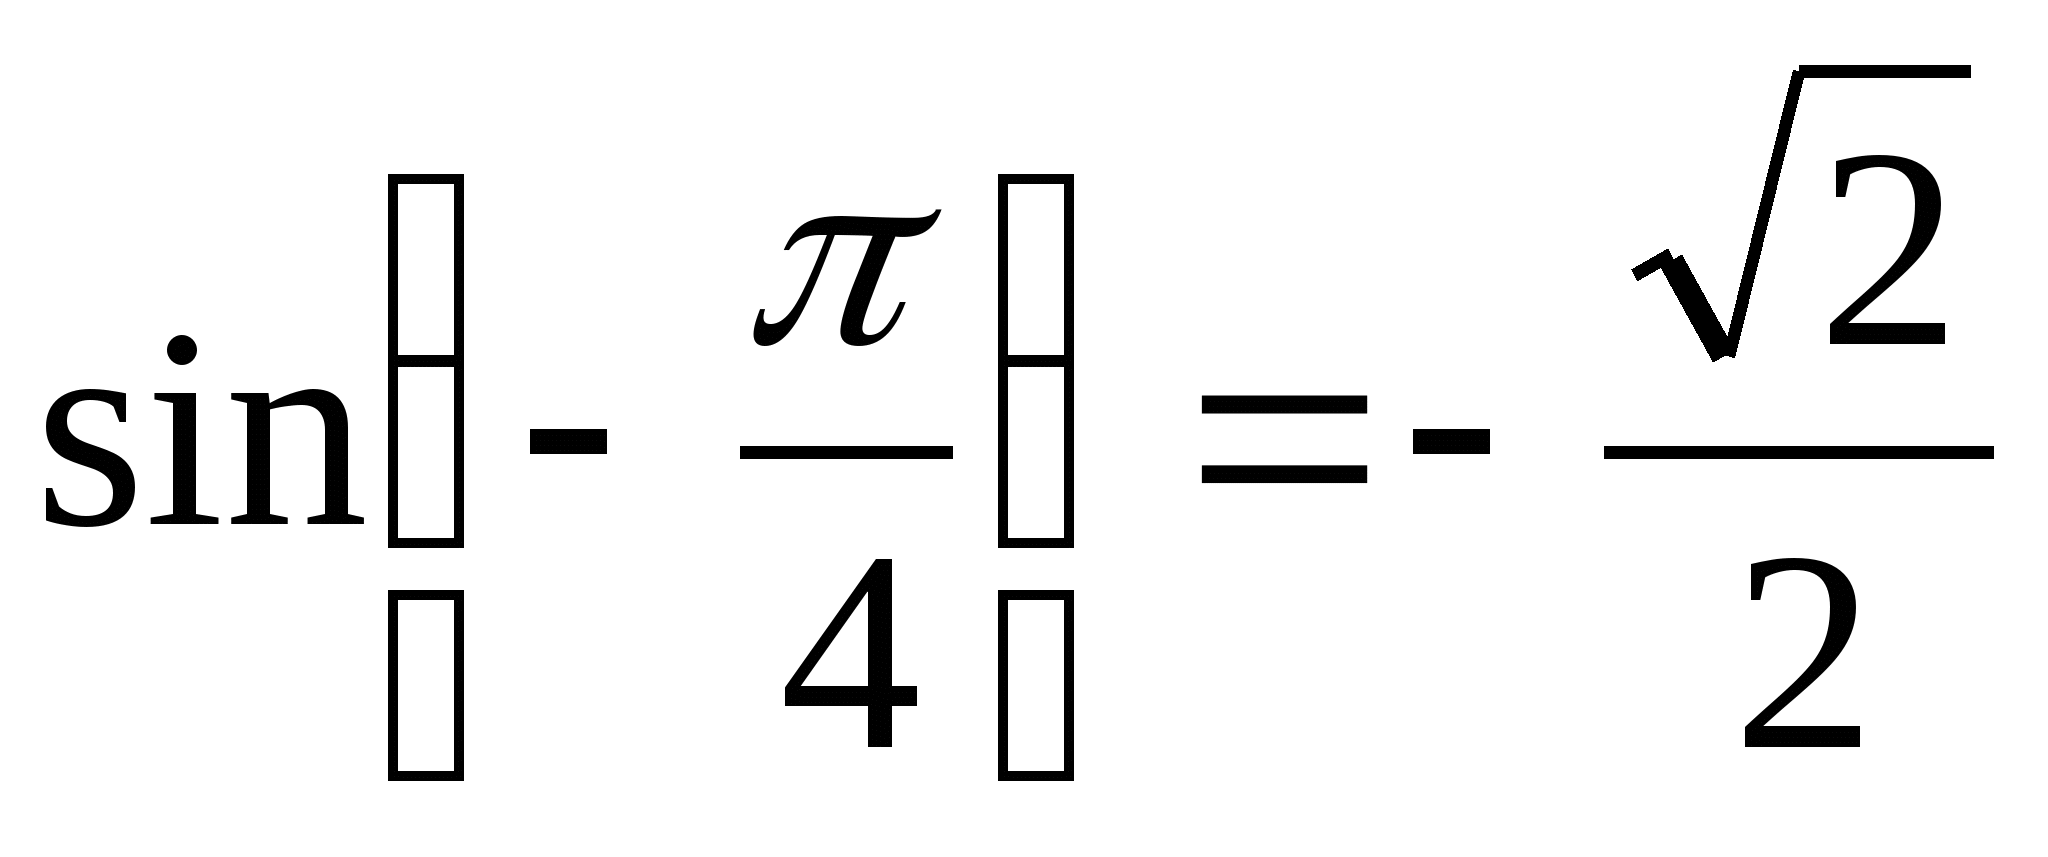 sin(-π/4) = -√2/2